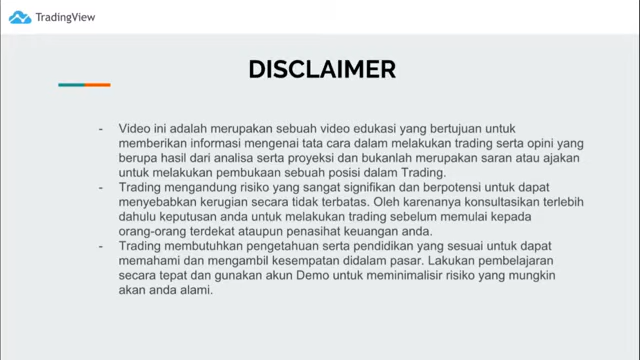 TradingView
DISCLAIMER
- Video ini adalah merupakan sebuah video edukasi yang bertujuan untuk
memberikan informasi mengenai tata cara dalam melakukan trading serta opini yang
berupa hasil dari analisa serta proyeksi dan bukanlah merupakan saran atau ajakan
untuk melakukan pembukaan sebuah posisi dalam Trading.
- Trading mengandung risiko yang sangat signifikan dan berpotensi untuk dapat
menyebabkan kerugian secara tidak terbatas. Oleh karenanya konsultasikan terlebih
dahulu keputusan anda untuk melakukan trading sebelum memulai kepada
orang-orang terdekat ataupun penasihat keuangan anda.
- Trading membutuhkan pengetahuan serta pendidikan yang sesuai untuk dapat
memahami dan mengambil kesempatan didalam pasar. Lakukan pembelajaran
secara tepat dan gunakan akun Demo untuk meminimalisir risiko yang mungkin
akan anda alami.